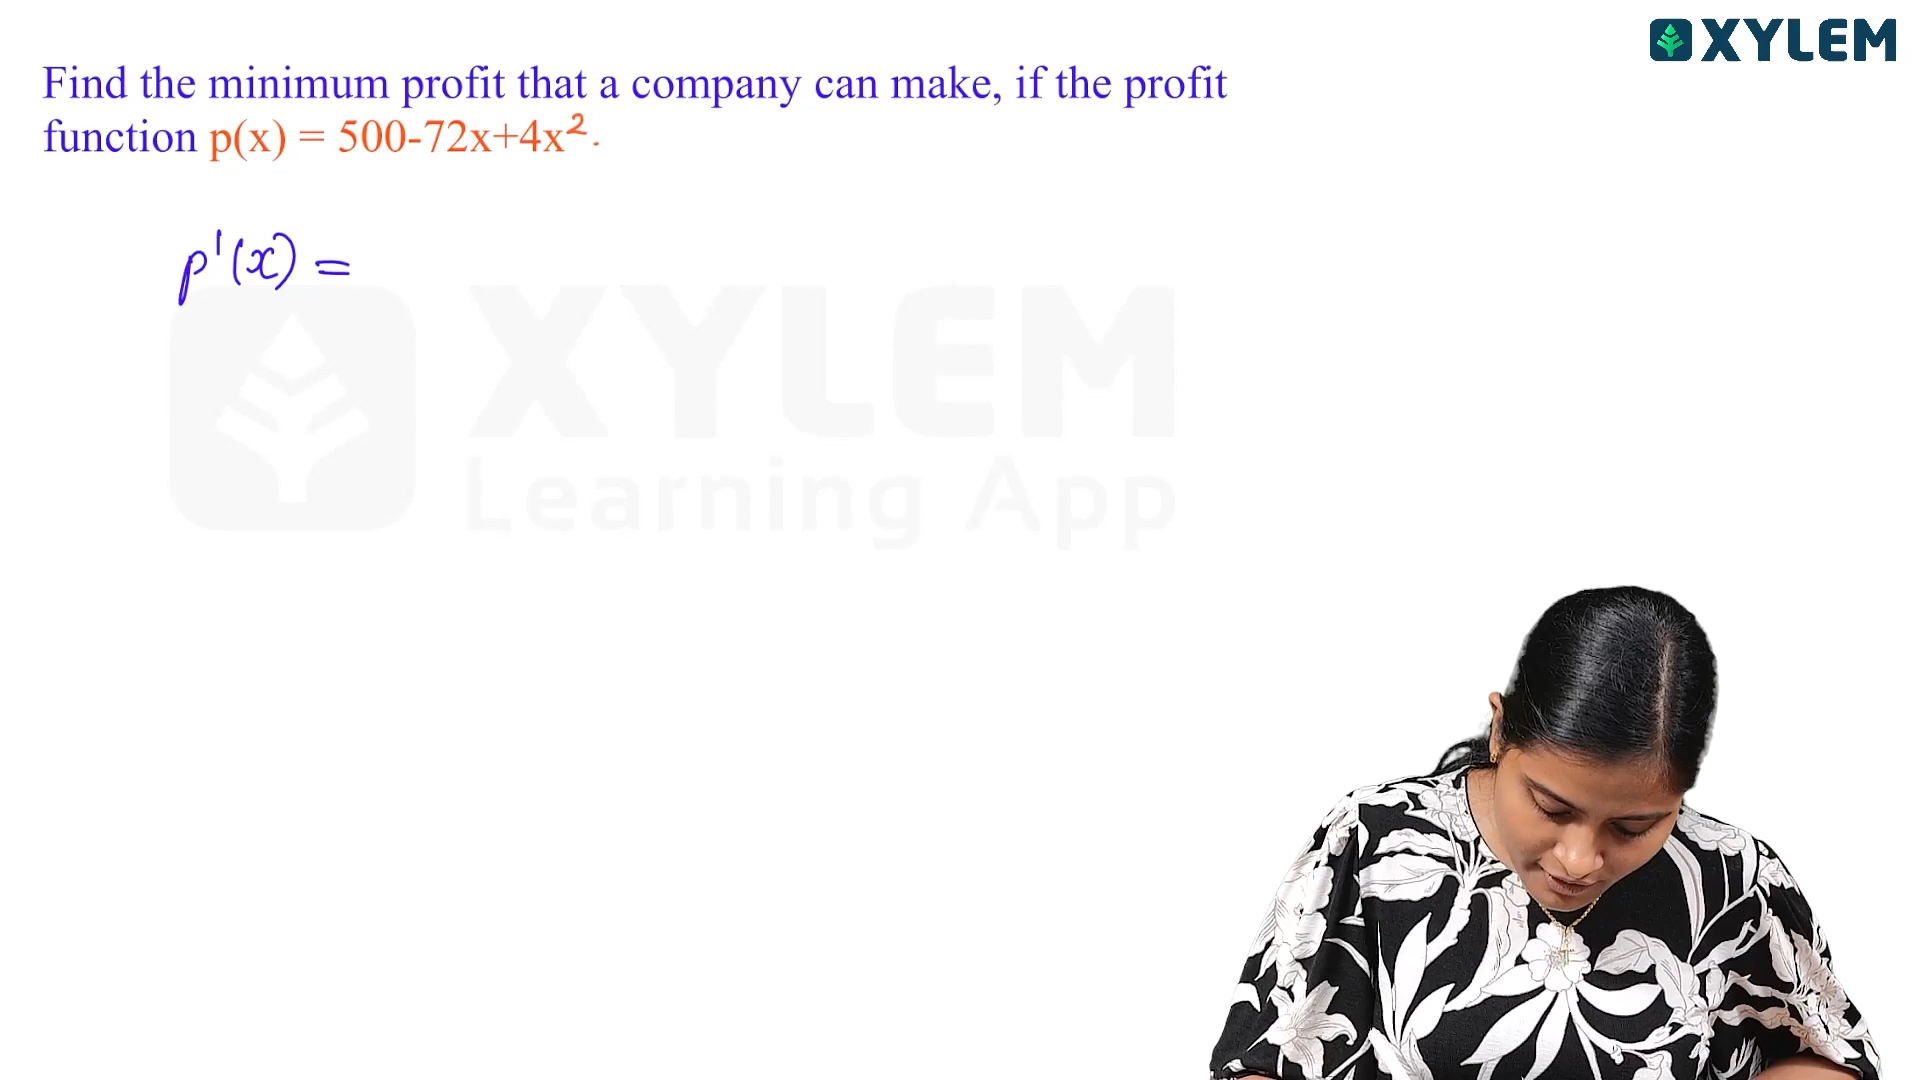 XYLEM
Find the minimum profit that a company can make, if the profit
function p(x) = 500-72x+4x².
p'(x) =
XYLEM
Learning App